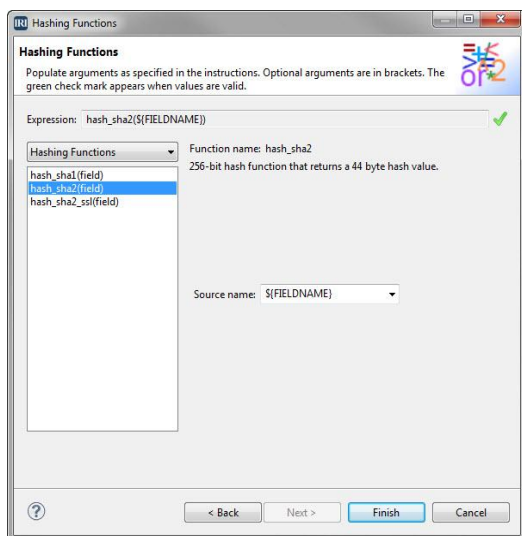 IRI Hashing Functions
Hashing Functions
Populate arguments as specified in the instructions. Optional arguments are in brackets. The
green check mark appears when values are valid.
Expression: hash_sha2(${FIELDNAME})
Hashing Functions
Function name: hash_sha2
256-bit hash function that returns a 44 byte hash value.
hash_sha1(field)
hash_sha2(field)
hash_sha2_ssl(field)
Source name: ${FIELDNAME}
? < Back Next > Finish Cancel